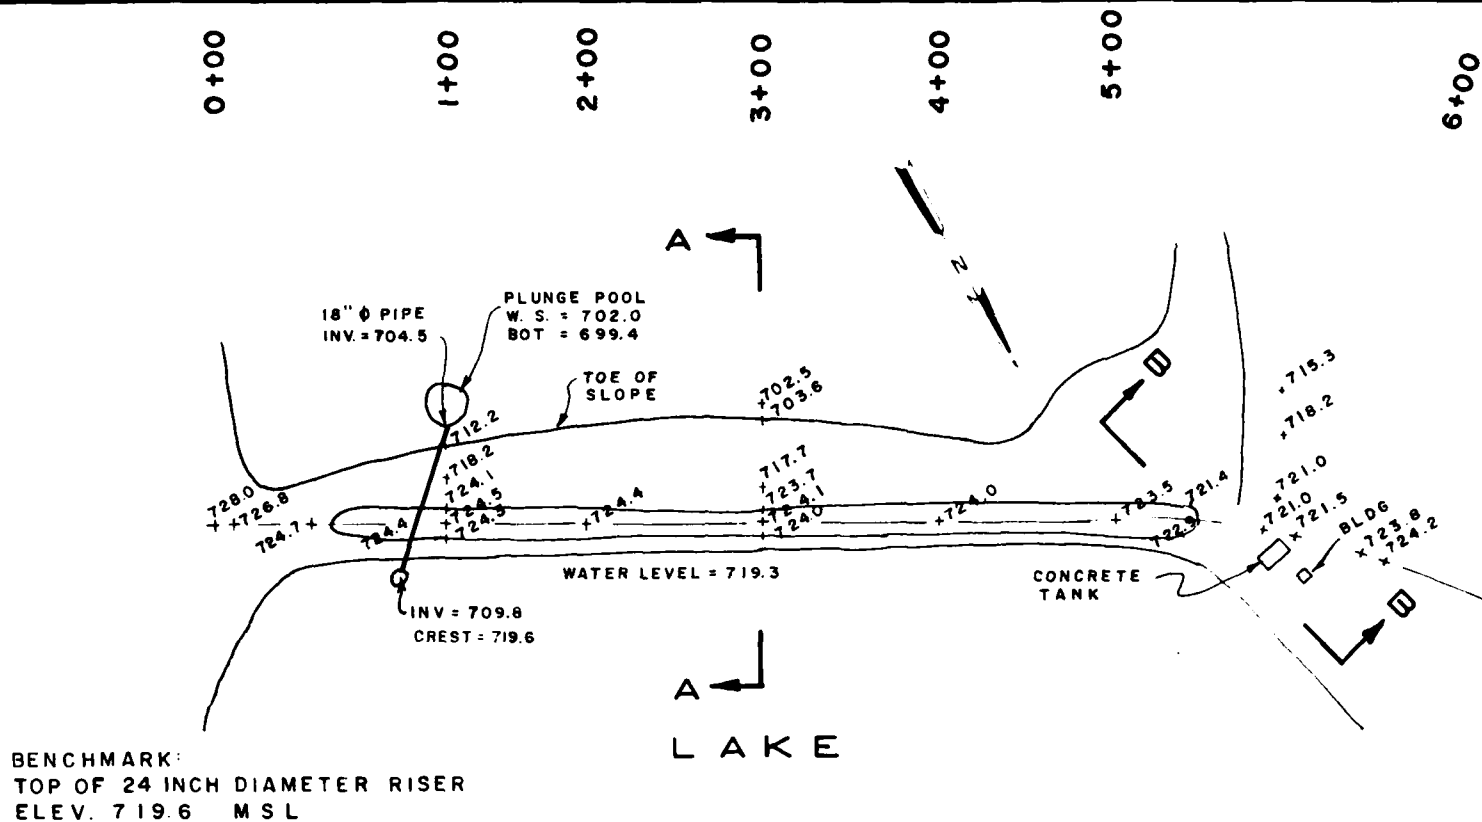 0+00
1+00
2+00
3+00
4+00
5+00
6+00
A
N
18" ϕ PIPE
INV. = 704.5
PLUNGE POOL
W. S. = 702.0
BOT = 699.4
TOE OF
SLOPE
702.5
703.6
B
715.3
718.2
712.2
718.2
724.1
724.5
724.3
717.7
723.7
724.1
724.0
728.0
726.8
724.7
724.4
724.4
724.0
723.5
721.4
722.9
721.0
721.0
721.5
BLDG
723.8
724.2
WATER LEVEL = 719.3
CONCRETE
TANK
INV = 709.8
CREST = 719.6
B
A
LAKE
BENCHMARK:
TOP OF 24 INCH DIAMETER RISER
ELEV. 719.6 MSL